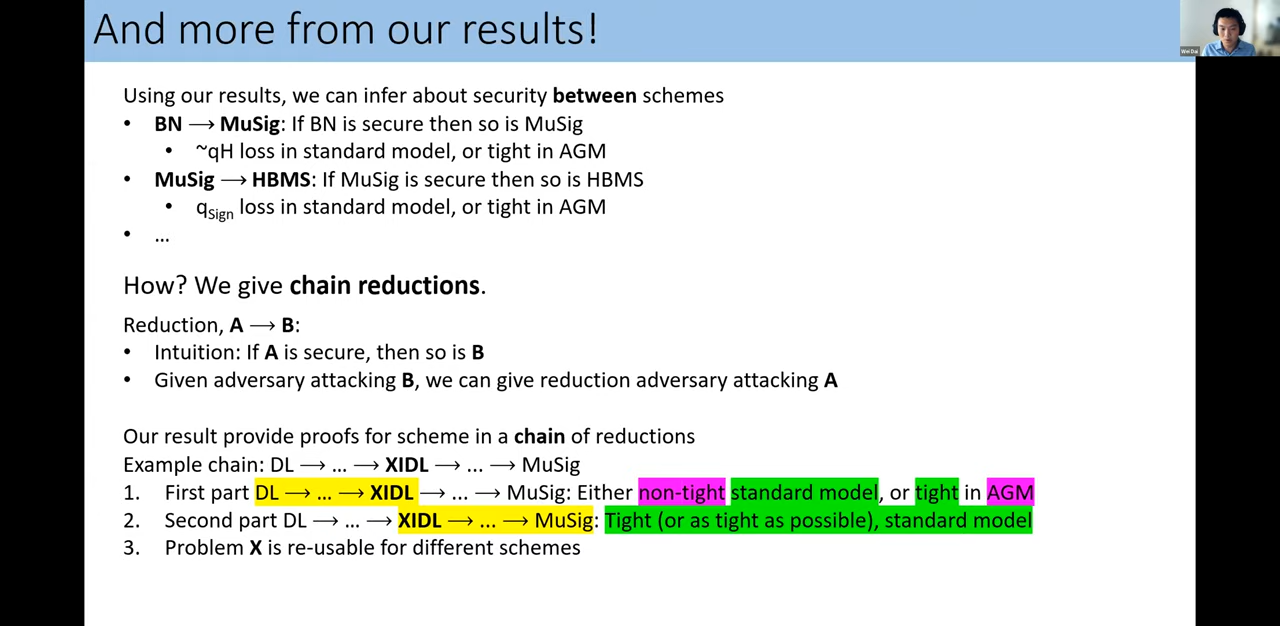 And more from our results!
Wei Dai
Using our results, we can infer about security between schemes
• BN ⟶ MuSig: If BN is secure then so is MuSig
• ~qH loss in standard model, or tight in AGM
• MuSig ⟶ HBMS: If MuSig is secure then so is HBMS
• qSign loss in standard model, or tight in AGM
• ...
How? We give chain reductions.
Reduction, A ⟶ B:
• Intuition: If A is secure, then so is B
• Given adversary attacking B, we can give reduction adversary attacking A
Our result provide proofs for scheme in a chain of reductions
Example chain: DL ⟶ ... ⟶ XIDL ⟶ ... ⟶ MuSig
1. First part DL ⟶ ... ⟶ XIDL ⟶ ... ⟶ MuSig: Either non-tight standard model, or tight in AGM
2. Second part DL ⟶ ... ⟶ XIDL ⟶ ... ⟶ MuSig: Tight (or as tight as possible), standard model
3. Problem X is re-usable for different schemes